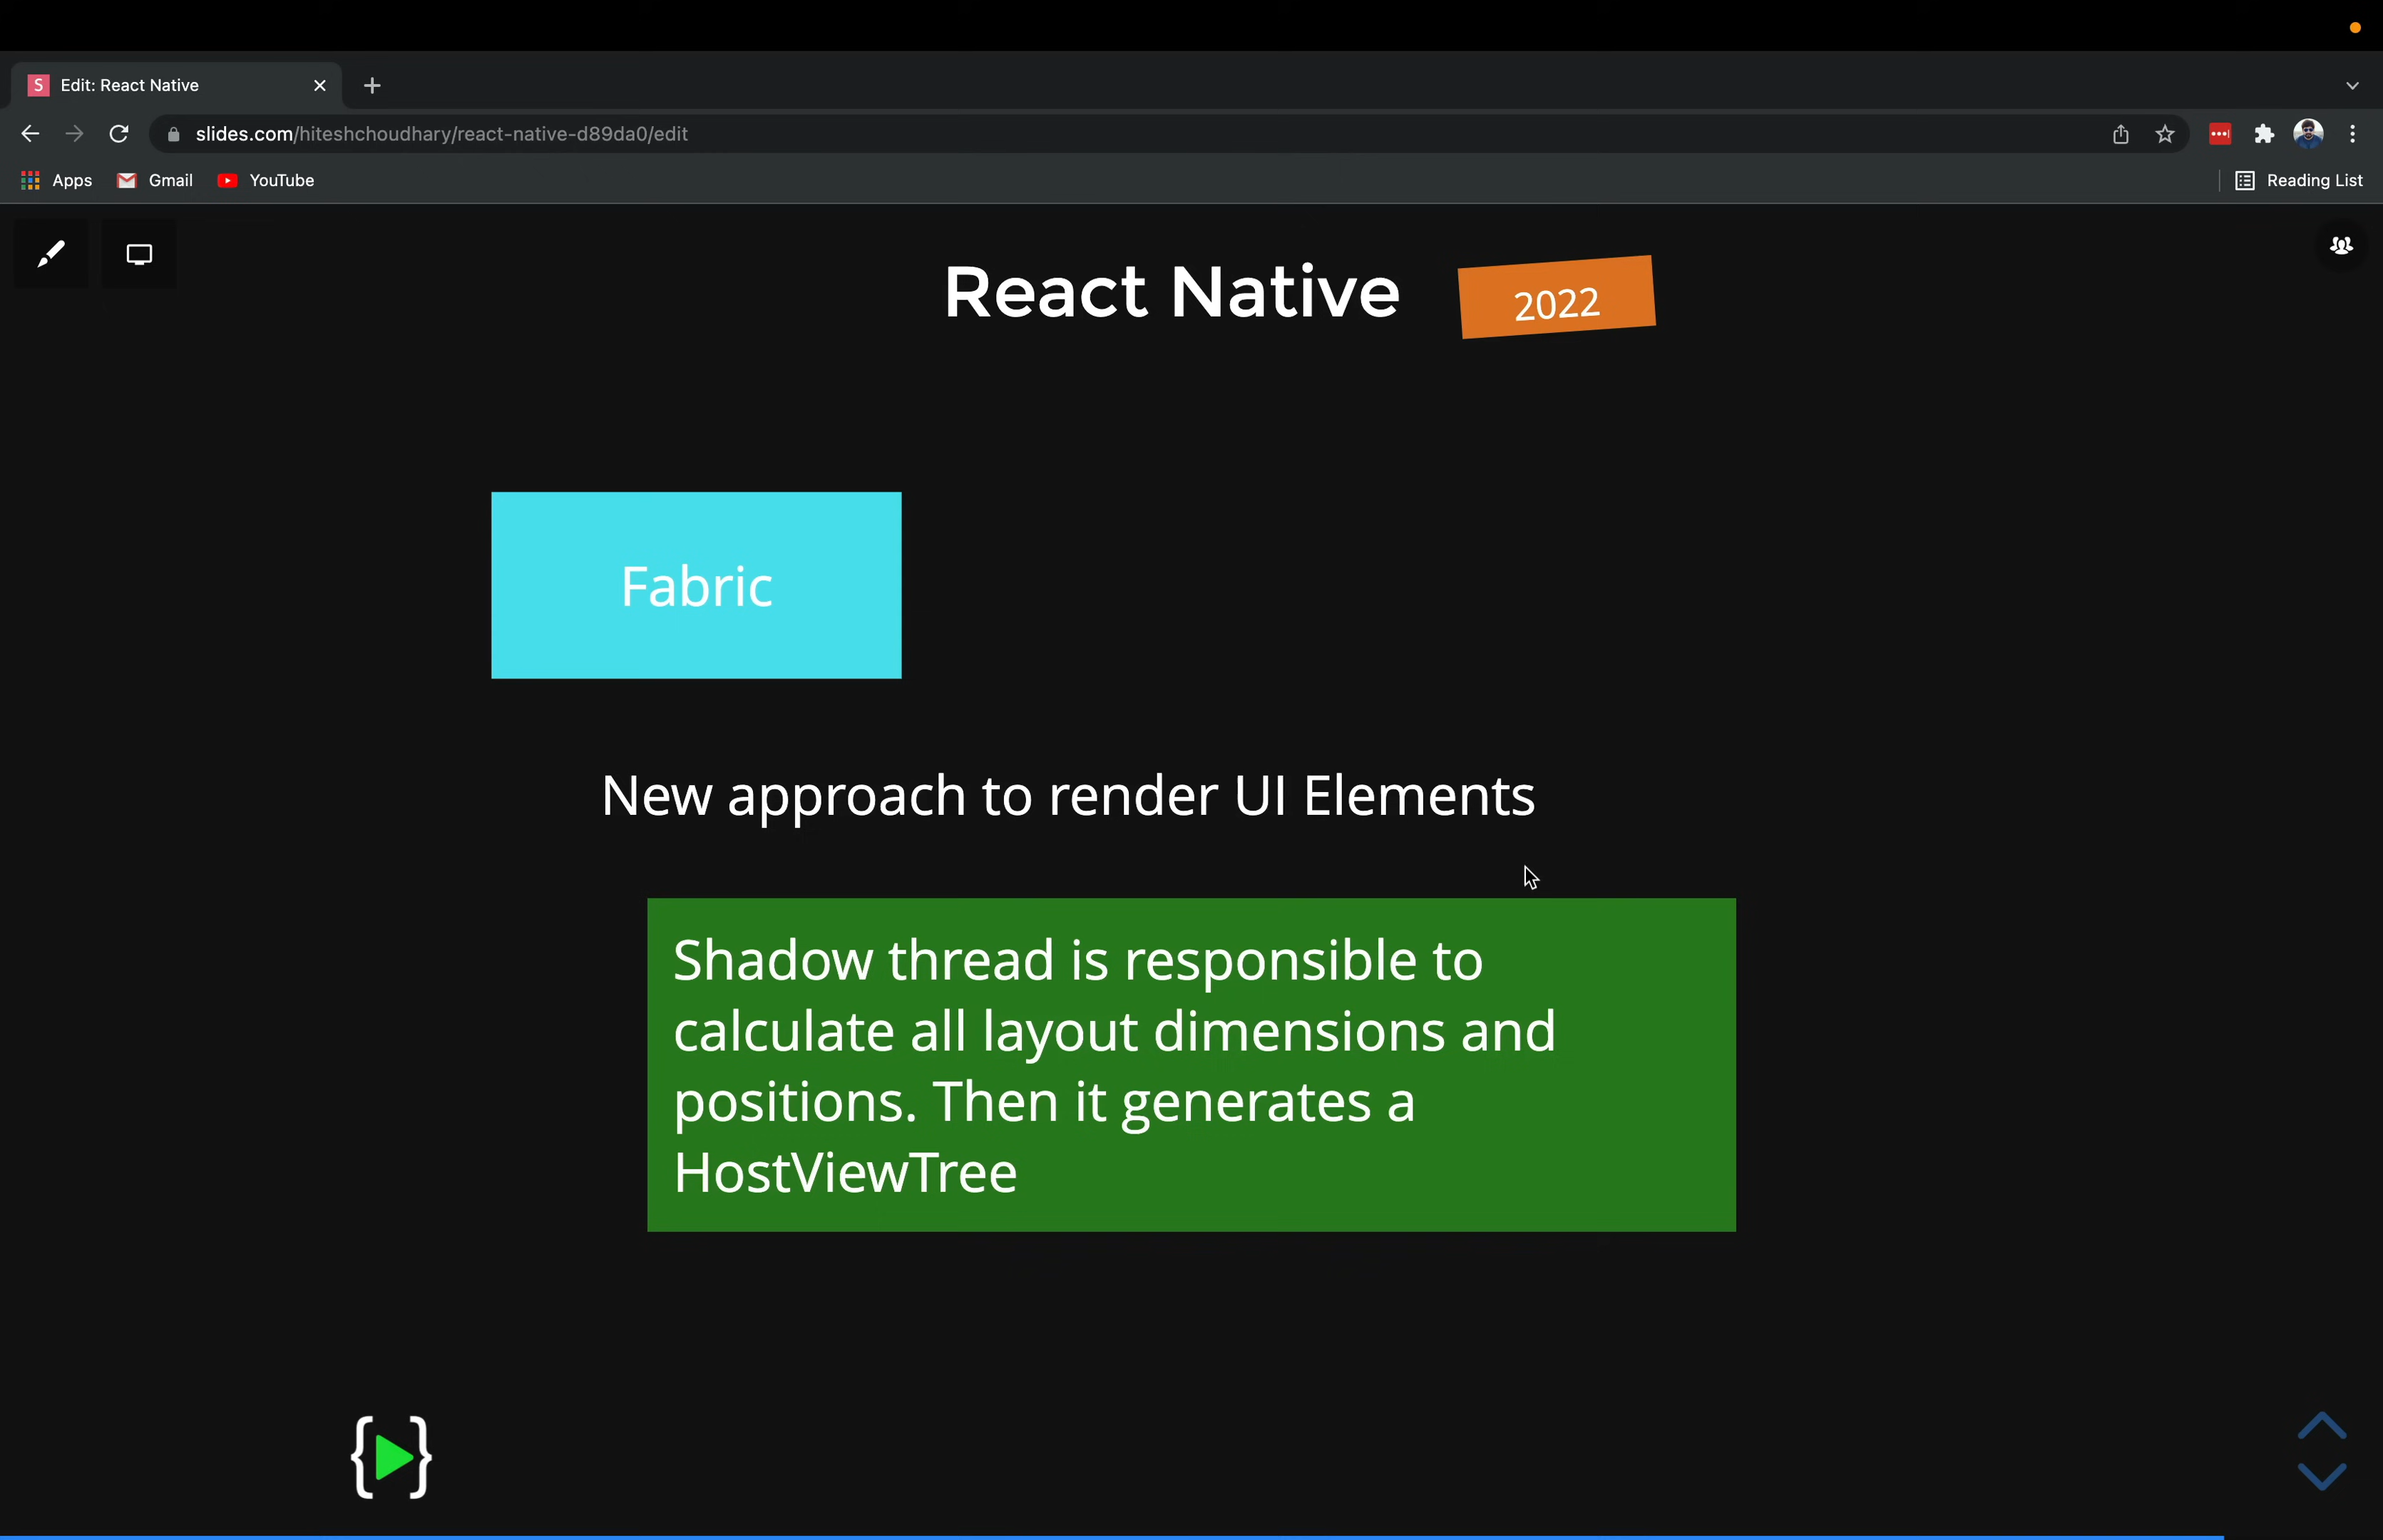 S Edit: React Native
slides.com/hiteshchoudhary/react-native-d89da0/edit
Apps Gmail YouTube Reading List
React Native 2022
Fabric
New approach to render UI Elements
Shadow thread is responsible to
calculate all layout dimensions and
positions. Then it generates a
HostViewTree